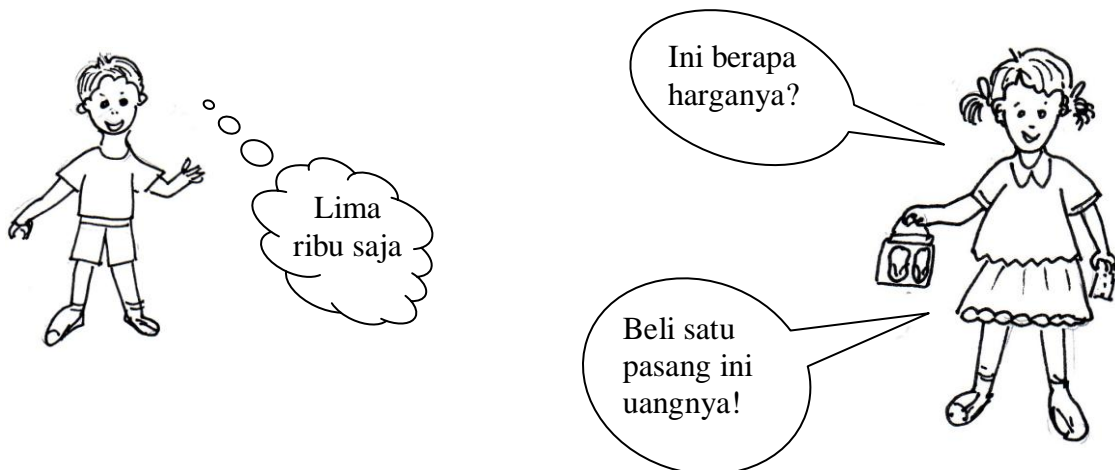 Ini berapa
harganya?
Lima
ribu saja
Beli satu
pasang ini
uangnya!